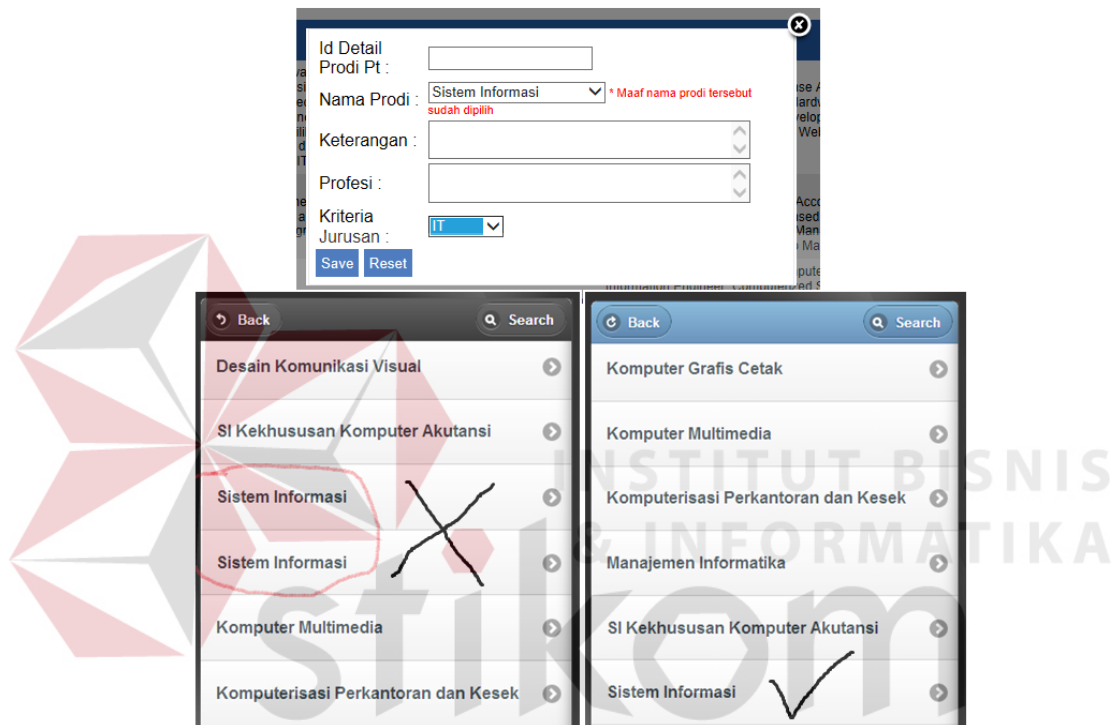 Id Detail
Prodi Pt :
Nama Prodi : Sistem Informasi * Maaf nama prodi tersebut
sudah dipilih
Keterangan :
Profesi :
Kriteria
Jurusan : IT
Save Reset
Back Search
Desain Komunikasi Visual
SI Kekhususan Komputer Akutansi
Sistem Informasi
Sistem Informasi
Komputer Multimedia
Komputerisasi Perkantoran dan Kesek
Back Search
Komputer Grafis Cetak
Komputer Multimedia
Komputerisasi Perkantoran dan Kesek
Manajemen Informatika
SI Kekhususan Komputer Akutansi
Sistem Informasi
INSTITUT BISNIS
& INFORMATIKA
stikom